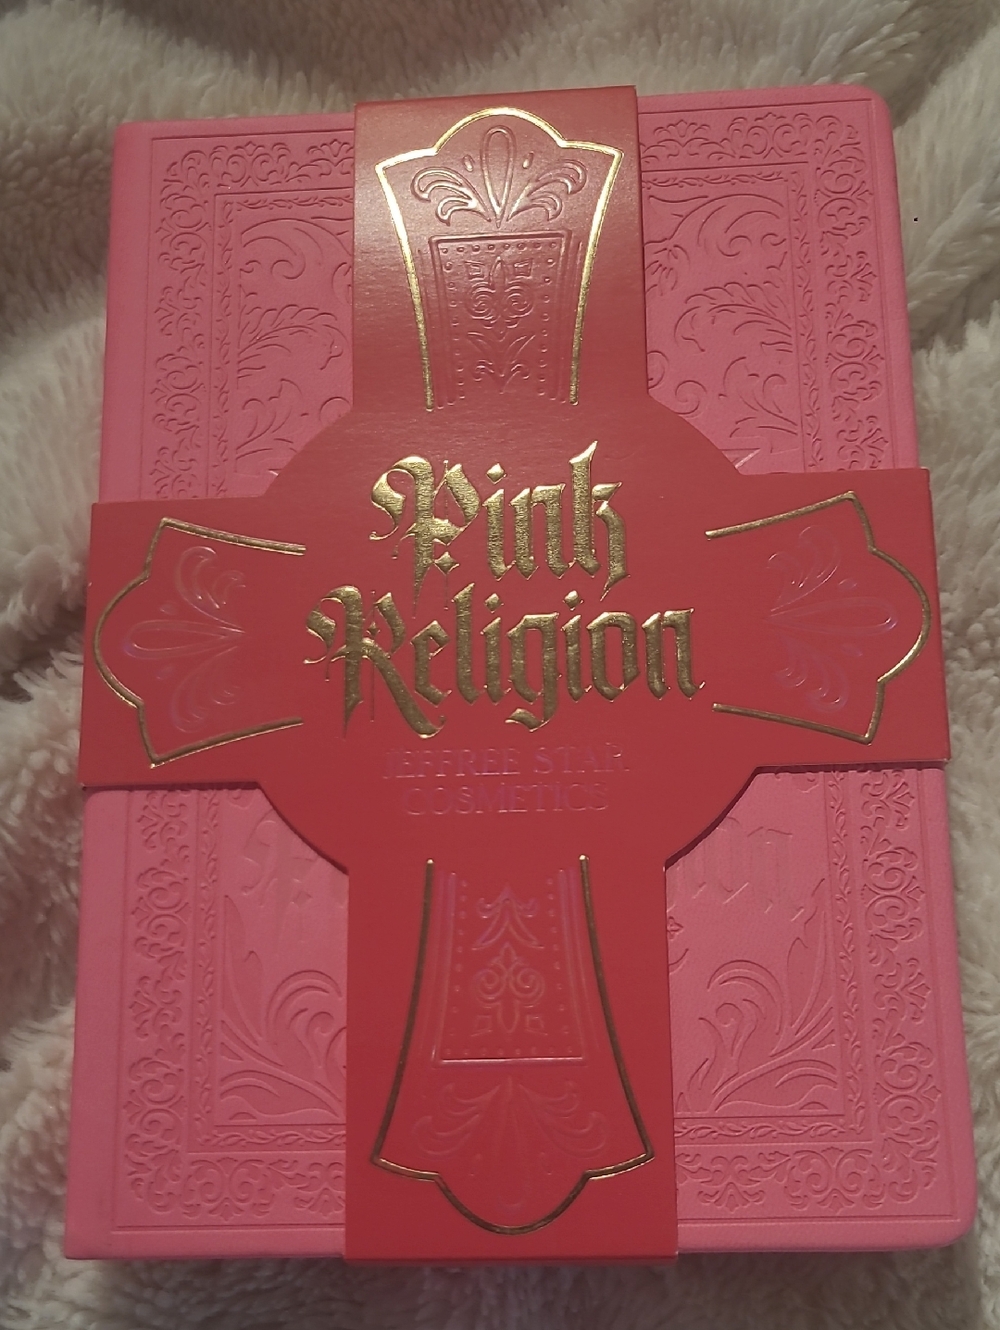 Pink
Religion
JEFFREE STAR
COSMETICS